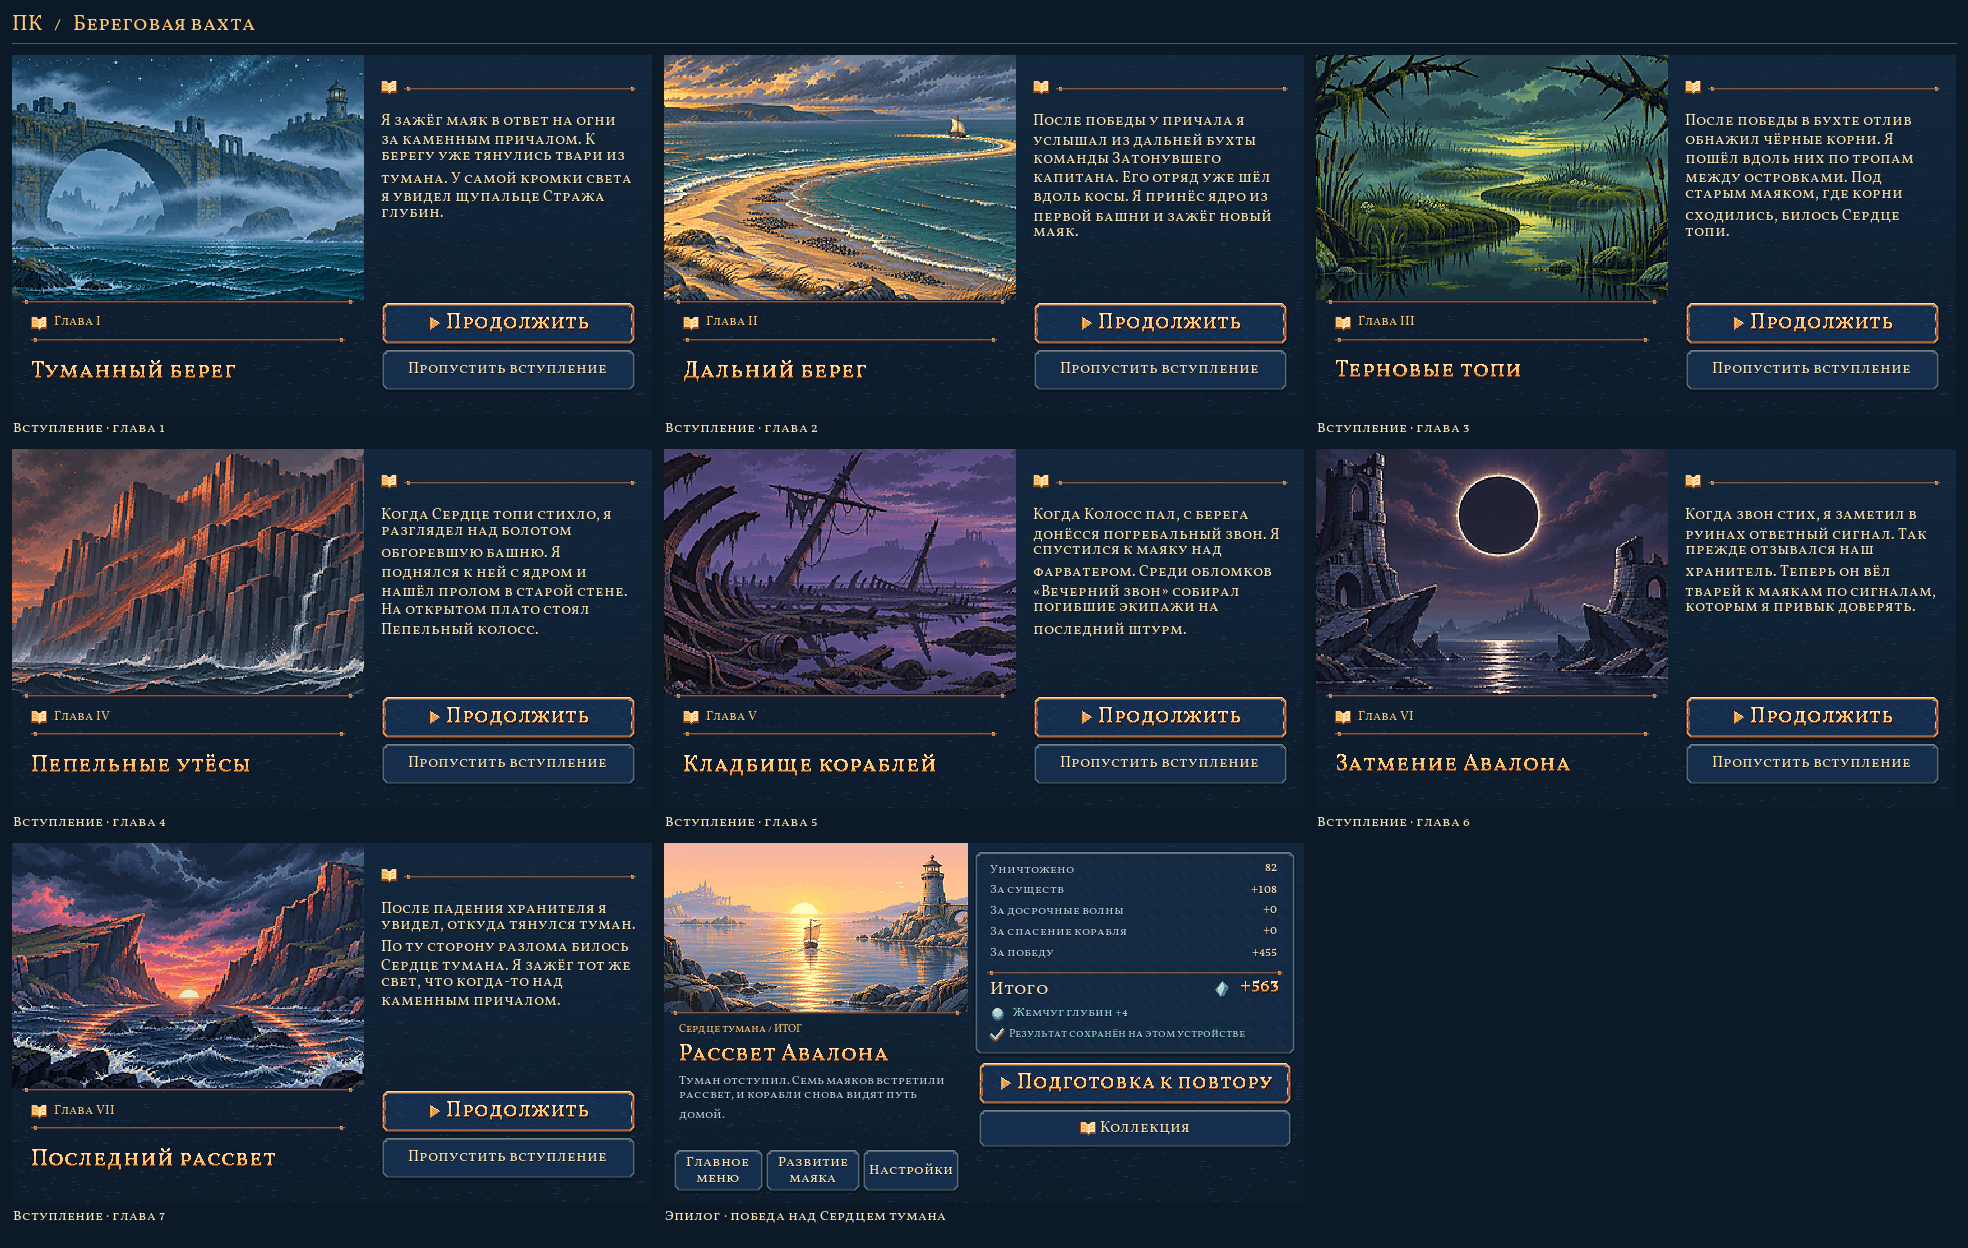 ПК / Береговая вахта
Я зажёг маяк в ответ на огни
за каменным причалом. К
берегу уже тянулись твари из
тумана. У самой кромки света
я увидел щупальце Стража
глубин.
Глава I
Туманный берег
▶ Продолжить
Пропустить вступление
Вступление · глава 1
После победы у причала я
услышал из дальней бухты
команды Затонувшего
капитана. Его отряд уже шёл
вдоль косы. Я принёс ядро из
первой башни и зажёг новый
маяк.
Глава II
Дальний берег
▶ Продолжить
Пропустить вступление
Вступление · глава 2
После победы в бухте отлив
обнажил чёрные корни. Я
пошёл вдоль них по тропам
между островками. Под
старым маяком, где корни
сходились, билось Сердце
топи.
Глава III
Терновые топи
▶ Продолжить
Пропустить вступление
Вступление · глава 3
Когда Сердце топи стихло, я
разглядел над болотом
обгоревшую башню. Я
поднялся к ней с ядром и
нашёл пролом в старой стене.
На открытом плато стоял
Пепельный колосс.
Глава IV
Пепельные утёсы
▶ Продолжить
Пропустить вступление
Вступление · глава 4
Когда Колосс пал, с берега
донёсся погребальный звон. Я
спустился к маяку над
фарватером. Среди обломков
«Вечерний звон» собирал
погибшие экипажи на
последний штурм.
Глава V
Кладбище кораблей
▶ Продолжить
Пропустить вступление
Вступление · глава 5
Когда звон стих, я заметил в
руинах ответный сигнал. Так
прежде отзывался наш
хранитель. Теперь он вёл
тварей к маякам по сигналам,
которым я привык доверять.
Глава VI
Затмение Авалона
▶ Продолжить
Пропустить вступление
Вступление · глава 6
После падения хранителя я
увидел, откуда тянулся туман.
По ту сторону разлома билось
Сердце тумана. Я зажёг тот же
свет, что когда-то над
каменным причалом.
Глава VII
Последний рассвет
▶ Продолжить
Пропустить вступление
Вступление · глава 7
Сердце тумана / ИТОГ
Рассвет Авалона
Туман отступил. Семь маяков встретили
рассвет, и корабли снова видят путь
домой.
Главное
меню
Развитие
маяка
Настройки
Уничтожено 82
За существ +108
За досрочные волны +0
За спасение корабля +0
За победу +455
Итого +563
Жемчуг глубин +4
Результат сохранён на этом устройстве
▶ Подготовка к повтору
Коллекция
Эпилог · победа над Сердцем тумана